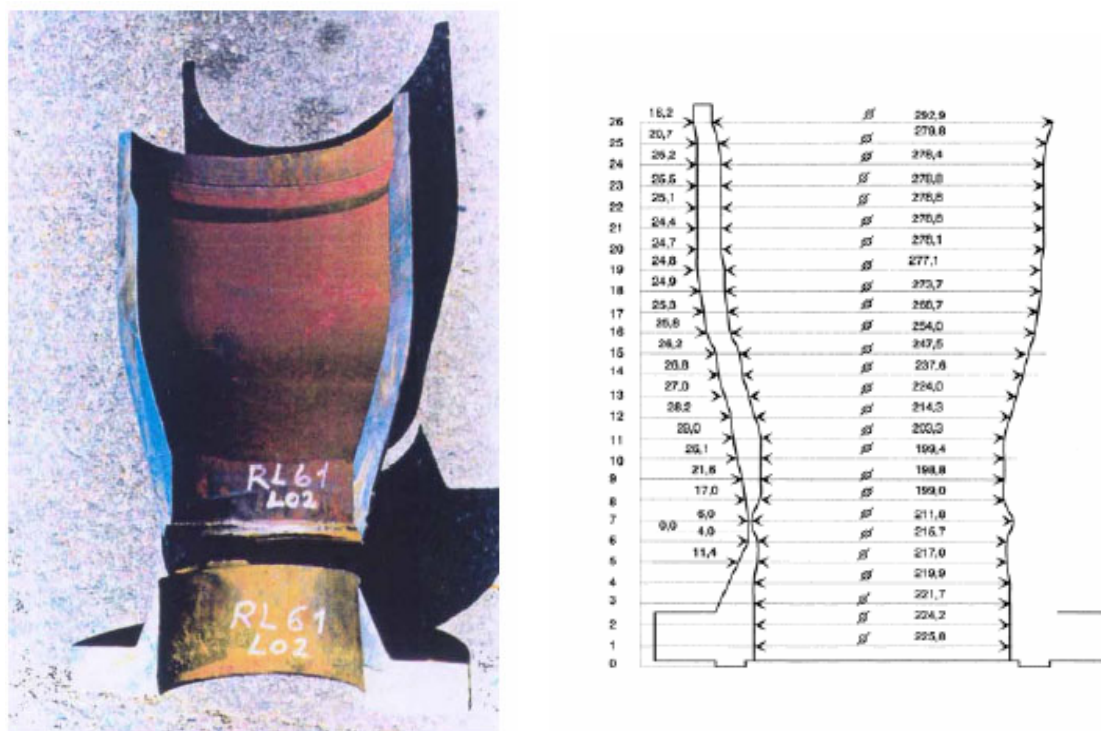 RL61
L02
RL61
L02
16,2 Ø 292,9
26
20,7 Ø 279,8
25
25,2 Ø 278,4
24
25,5 Ø 278,8
23
25,1 Ø 278,8
22
24,4 Ø 278,8
21
24,7 Ø 278,1
20
24,8 Ø 277,1
19
24,9 Ø 273,7
18
25,8 Ø
17
25,8 Ø 254,0
16
26,2 Ø 247,5
15
26,8 Ø 237,6
14
27,0 Ø 224,0
13
28,2 Ø 214,3
12
29,0 Ø 203,3
11
26,1 Ø 199,4
10
21,6 Ø 198,8
9
17,0 Ø 199,0
8
6,0 Ø 211,8
7
0,0
4,0 Ø 215,7
6
11,4 Ø 217,9
5
Ø 219,9
4
Ø 221,7
3
Ø 224,2
2
Ø 225,8
1
0